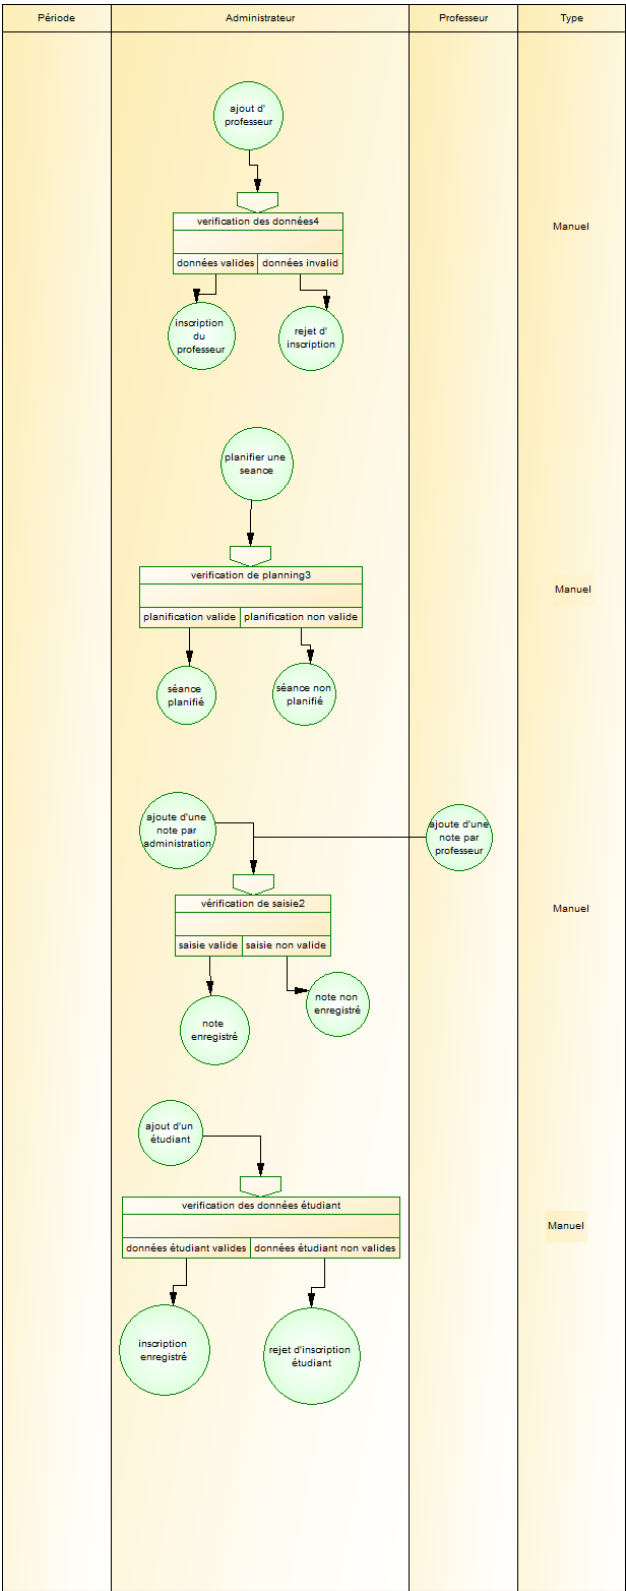 Période
Administrateur
Professeur
Type
ajout d'
professeur
verification des données4
Manuel
données valides
données invalid
inscription
du
professeur
rejet d'
inscription
planifier une
seance
verification de planning3
Manuel
planification valide
planification non valide
séance
planifié
séance non
planifié
ajoute d'une
note par
administration
ajoute d'une
note par
professeur
vérification de saisie2
Manuel
saisie valide
saisie non valide
note
enregistré
note non
enregistré
ajout d'un
étudiant
verification des données étudiant
Manuel
données étudiant valides
données étudiant non valides
inscription
enregistré
rejet d'inscription
étudiant